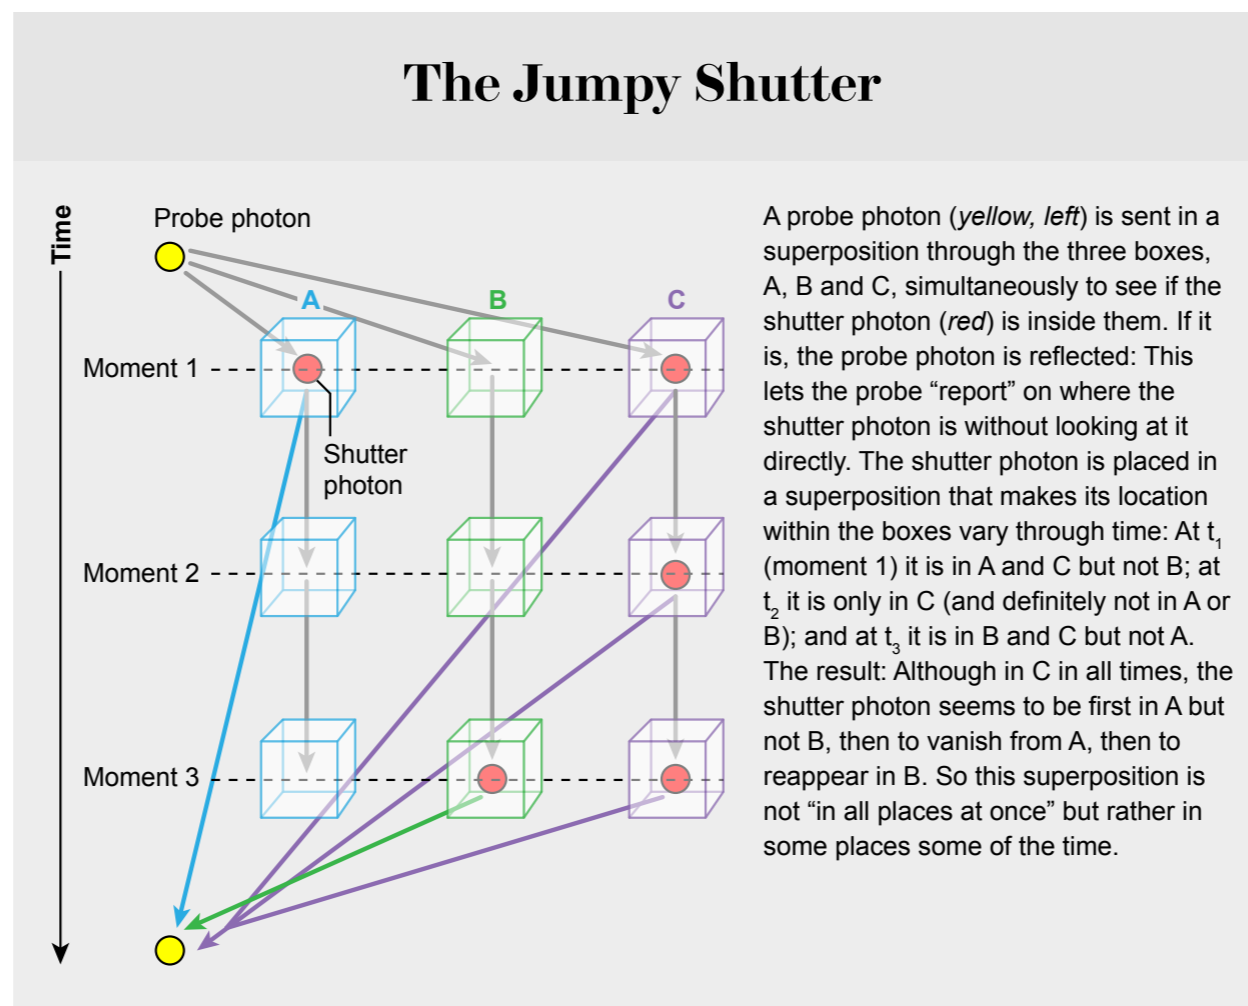 The Jumpy Shutter
Time
Probe photon
A
B
C
Moment 1
Shutter
photon
Moment 2
Moment 3
A probe photon (yellow, left) is sent in a
superposition through the three boxes,
A, B and C, simultaneously to see if the
shutter photon (red) is inside them. If it
is, the probe photon is reflected: This
lets the probe “report” on where the
shutter photon is without looking at it
directly. The shutter photon is placed in
a superposition that makes its location
within the boxes vary through time: At t₁
(moment 1) it is in A and C but not B; at
t₂ it is only in C (and definitely not in A or
B); and at t₃ it is in B and C but not A.
The result: Although in C in all times, the
shutter photon seems to be first in A but
not B, then to vanish from A, then to
reappear in B. So this superposition is
not “in all places at once” but rather in
some places some of the time.